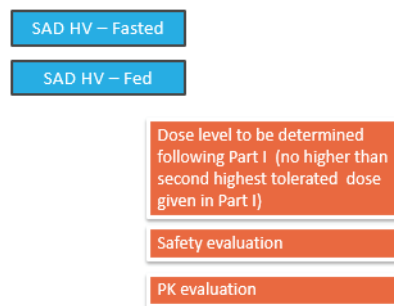 SAD HV – Fasted
SAD HV – Fed
Dose level to be determined
following Part I (no higher than
second highest tolerated dose
given in Part I)
Safety evaluation
PK evaluation